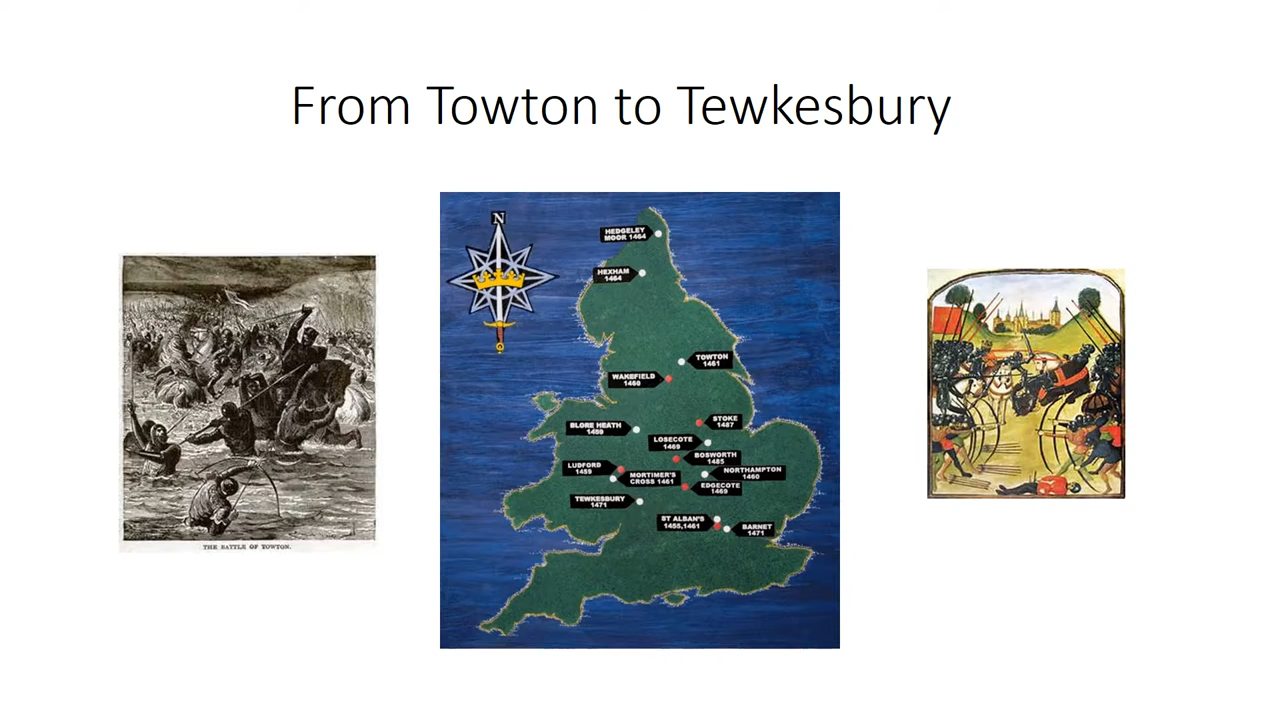 From Towton to Tewkesbury
N
HEDGELEY
MOOR 1464
HEXHAM
1464
TOWTON
1461
WAKEFIELD
1460
STOKE
1487
BLORE HEATH
1459
LOSECOTE
1469
BOSWORTH
1485
LUDFORD
1459
MORTIMER'S
CROSS 1461
NORTHAMPTON
1460
EDGECOTE
1469
TEWKESBURY
1471
ST ALBAN'S
1455,1461
BARNET
1471
THE BATTLE OF TOWTON.